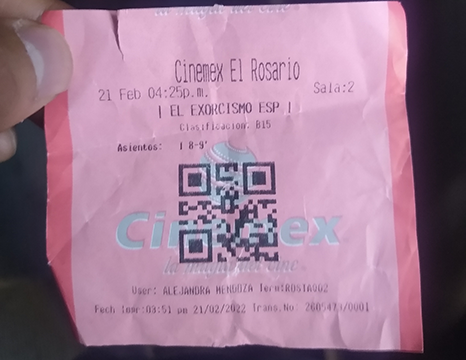 la magia del cine
Cinemex El Rosario
21 Feb 04:25p.m. Sala:2
| EL EXORCISMO ESP |
Clasificacion: B15
Asientos: I 8-9'
Cinemex
la magia del cine
User: ALEJANDRA MENDOZA Term:ROSTA002
Fech Impr:03:51 pm 21/02/2022 Trans.No: 2605473/0001